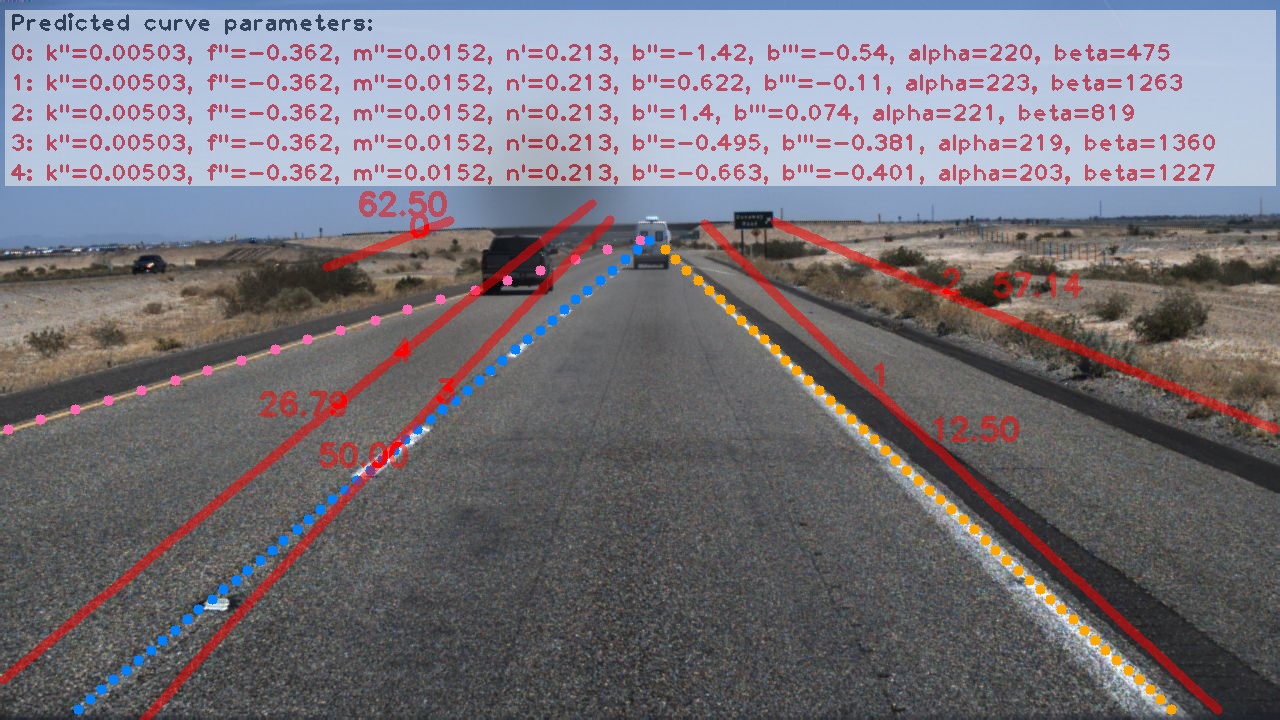 Predicted curve parameters:
0: k''=0.00503, f''=−0.362, m''=0.0152, n'=0.213, b''=−1.42, b'''=−0.54, alpha=220, beta=475
1: k''=0.00503, f''=−0.362, m''=0.0152, n'=0.213, b''=0.622, b'''=−0.11, alpha=223, beta=1263
2: k''=0.00503, f''=−0.362, m''=0.0152, n'=0.213, b''=1.4, b'''=0.074, alpha=221, beta=819
3: k''=0.00503, f''=−0.362, m''=0.0152, n'=0.213, b''=−0.495, b'''=−0.381, alpha=219, beta=1360
4: k''=0.00503, f''=−0.362, m''=0.0152, n'=0.213, b''=−0.663, b'''=−0.401, alpha=203, beta=1227
62.50
0
2 57.14
4
1
3
26.79
12.50
50.00